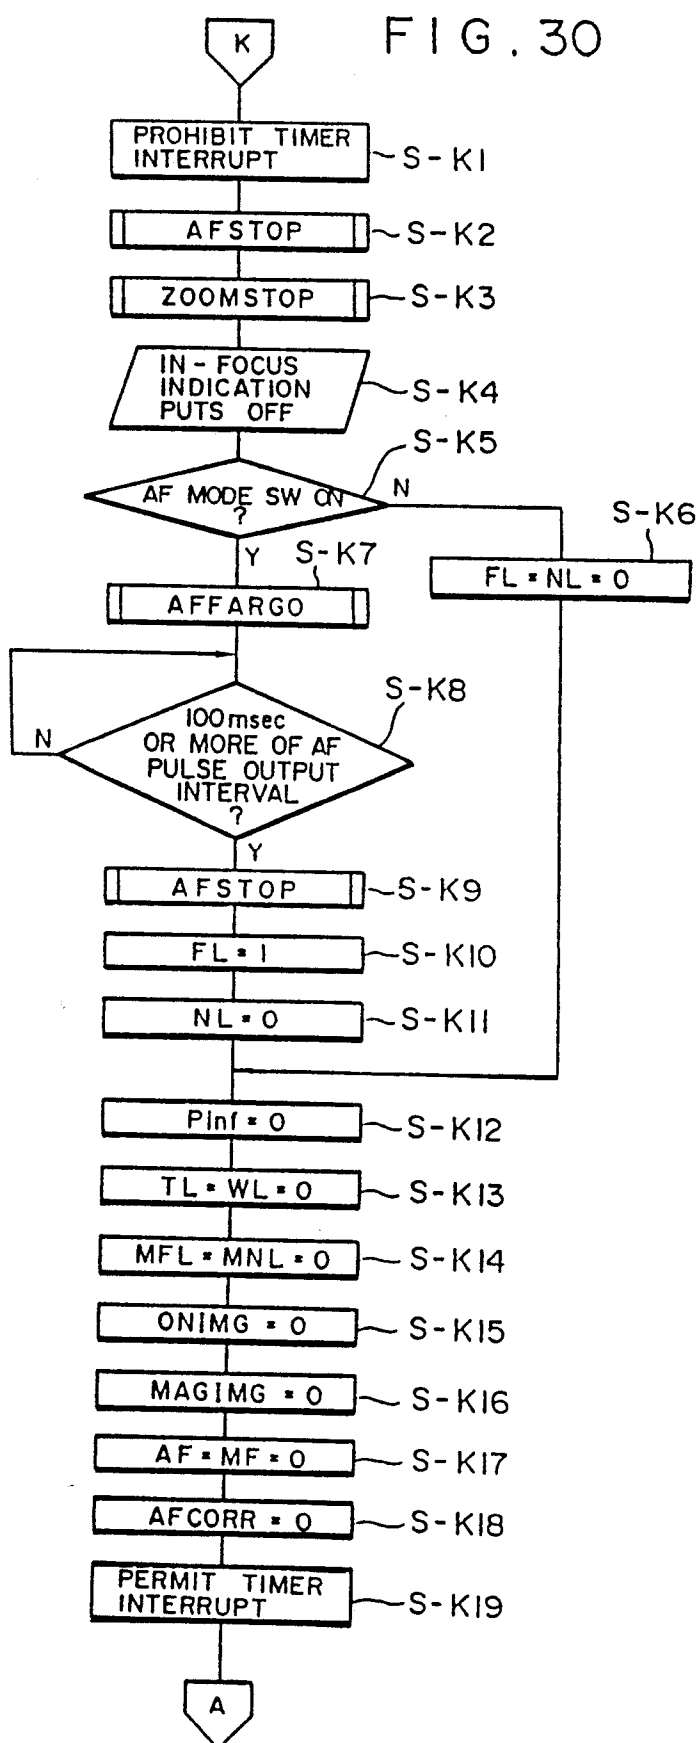 FIG. 30
K
PROHIBIT TIMER
INTERRUPT
S-K1
AFSTOP
S-K2
ZOOMSTOP
S-K3
IN-FOCUS
INDICATION
PUTS OFF
S-K4
S-K5
AF MODE SW ON
?
N
Y
S-K6
FL=NL=0
S-K7
AFFARGO
S-K8
100msec
OR MORE OF AF
PULSE OUTPUT
INTERVAL
?
N
Y
AFSTOP
S-K9
FL=1
S-K10
NL=0
S-K11
PInf=0
S-K12
TL=WL=0
S-K13
MFL=MNL=0
S-K14
ONIMG=0
S-K15
MAGIMG=0
S-K16
AF=MF=0
S-K17
AFCORR=0
S-K18
PERMIT TIMER
INTERRUPT
S-K19
A